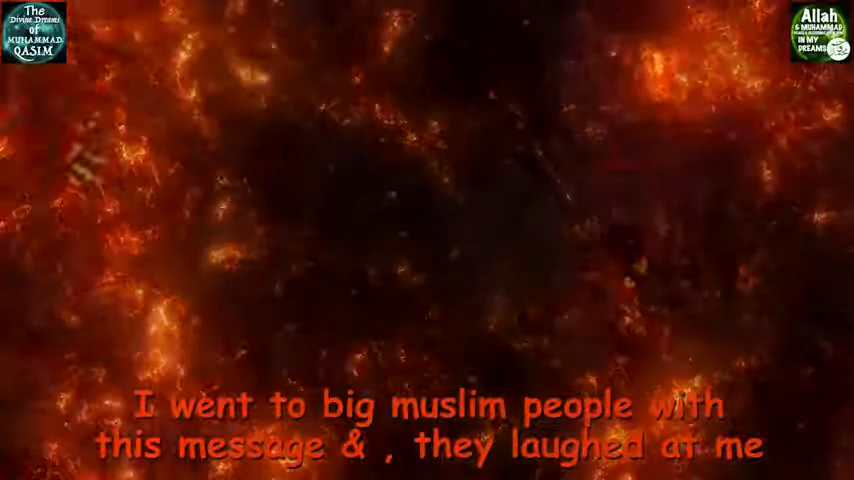 The
Divine Dreams
of
MUHAMMAD
QASIM
Allah
& MUHAMMAD
IN MY
DREAMS
I went to big muslim people with
this message & , they laughed at me